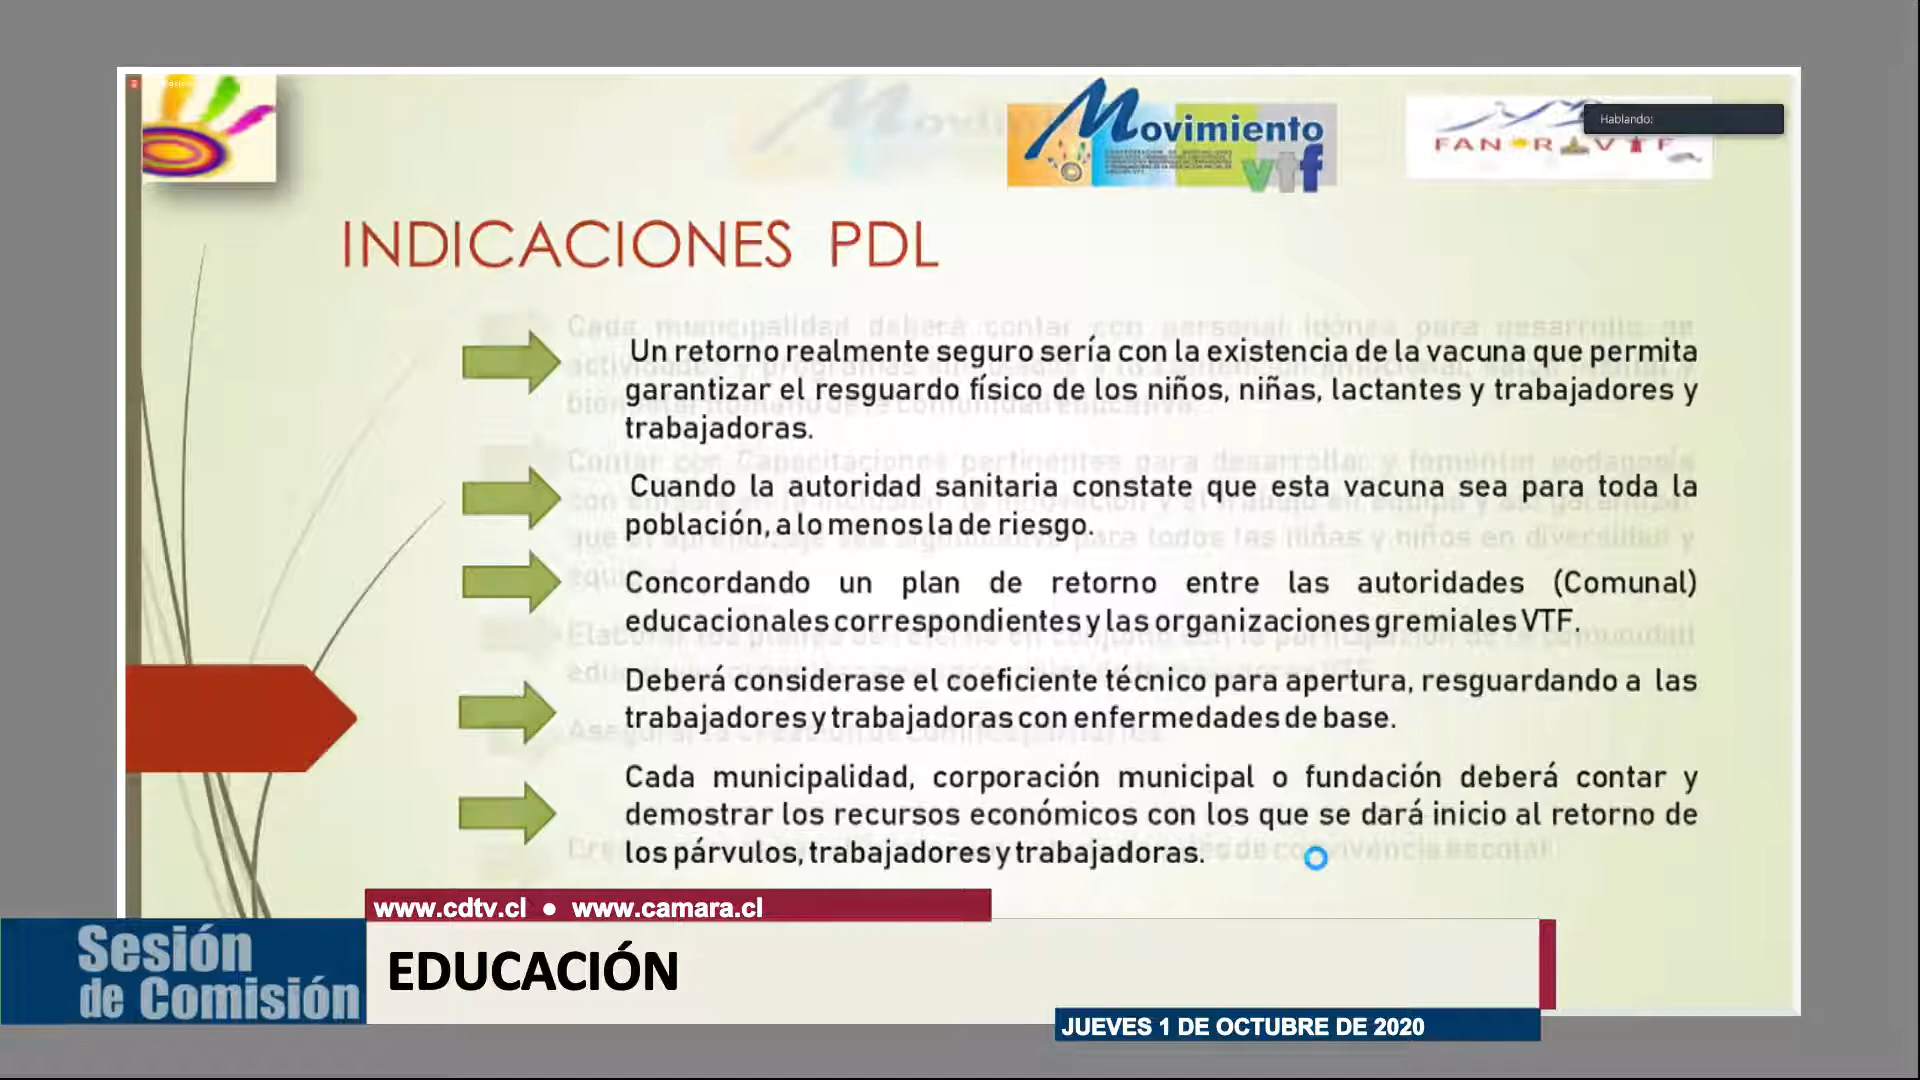 Movimiento
vtf
FAN R VTF
Hablando:
INDICACIONES PDL
Un retorno realmente seguro sería con la existencia de la vacuna que permita
garantizar el resguardo físico de los niños, niñas, lactantes y trabajadores y
trabajadoras.
Cuando la autoridad sanitaria constate que esta vacuna sea para toda la
población, a lo menos la de riesgo.
Concordando un plan de retorno entre las autoridades (Comunal)
educacionales correspondientes y las organizaciones gremiales VTF.
Deberá considerase el coeficiente técnico para apertura, resguardando a las
trabajadores y trabajadoras con enfermedades de base.
Cada municipalidad, corporación municipal o fundación deberá contar y
demostrar los recursos económicos con los que se dará inicio al retorno de
los párvulos, trabajadores y trabajadoras.
www.cdtv.cl ● www.camara.cl
Sesión
de Comisión
EDUCACIÓN
JUEVES 1 DE OCTUBRE DE 2020